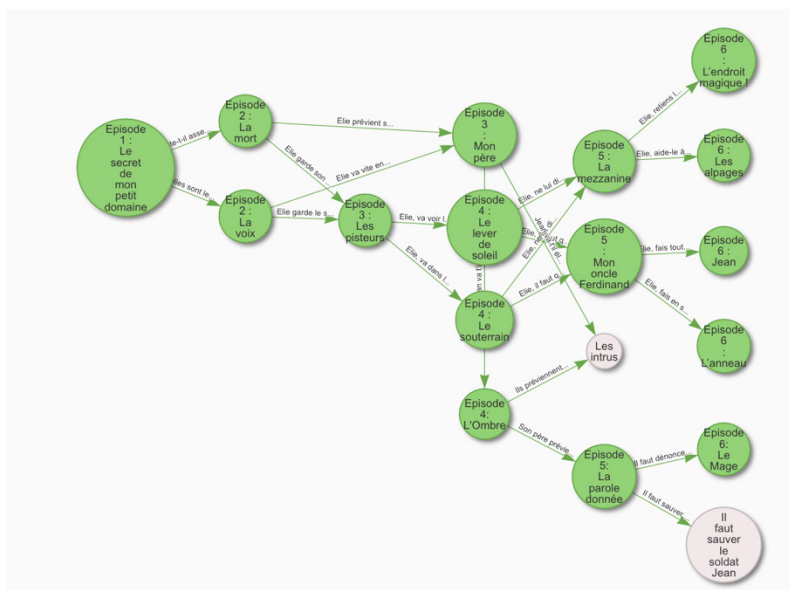 Episode
1 :
Le
secret
de
mon
petit
domaine
te-t-il asse...
elles sont le...
Episode
2 :
La
mort
Episode
2 :
La
voix
Elie prévient s...
Elie garde son
Elie va vite en...
Elie garde le s...
Episode
3
:
Mon
père
Episode
3 :
Les
pisteurs
Elie, va voir l...
Elie, va dans l...
Episode
4 :
Le
lever
de
soleil
Episode
4 :
Le
souterrain
Episode
4:
L'Ombre
Elie, ne lui di...
Elie, il faut q...
Ils préviennent...
Son père prévie...
Episode
5 :
La
mezzanine
Episode
5
:
Mon
oncle
Ferdinand
Les
intrus
Episode
5:
La
parole
donnée
Elie, retiens l...
Elie, aide-le à...
Elie, fais tout...
Elie, fais en s...
Il faut dénonce...
Il faut sauver...
Episode
6
:
L'endroit
magique !
Episode
6 :
Les
alpages
Episode
6 :
Jean
Episode
6
:
L'anneau
Episode
6:
Le
Mage
Il
faut
sauver
le
soldat
Jean